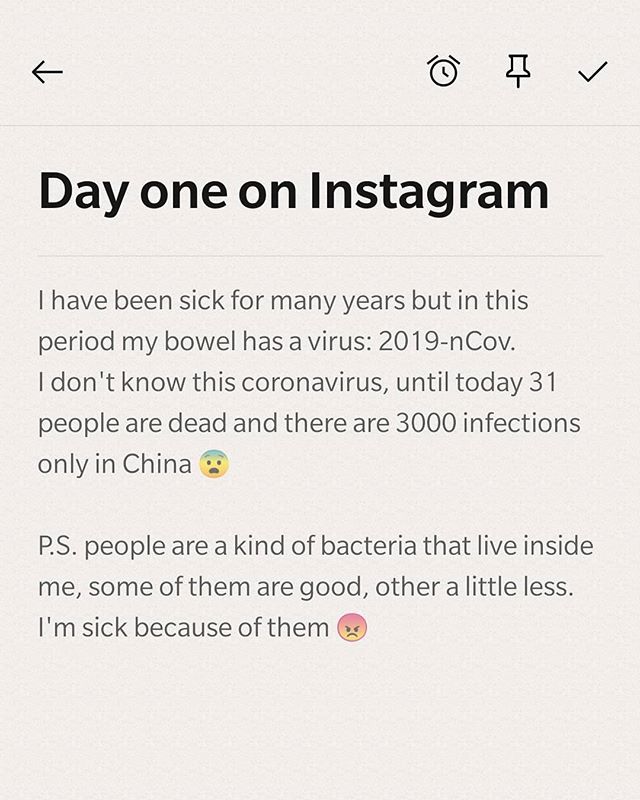 Day one on Instagram
I have been sick for many years but in this
period my bowel has a virus: 2019-nCov.
I don't know this coronavirus, until today 31
people are dead and there are 3000 infections
only in China 😨
P.S. people are a kind of bacteria that live inside
me, some of them are good, other a little less.
I'm sick because of them 😡